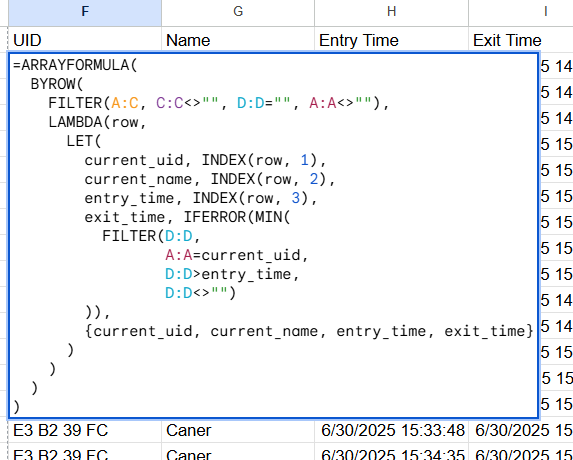 F G H I
UID Name Entry Time Exit Time
=ARRAYFORMULA(
BYROW(
FILTER(A:C, C:C<>"", D:D="", A:A<>""),
LAMBDA(row,
LET(
current_uid, INDEX(row, 1),
current_name, INDEX(row, 2),
entry_time, INDEX(row, 3),
exit_time, IFERROR(MIN(
FILTER(D:D,
A:A=current_uid,
D:D>entry_time,
D:D<>"")
)),
{current_uid, current_name, entry_time, exit_time}
)
)
)
)
5 14
5 14
5 14
5 15
5 15
5 15
5 15
5 15
5 15
5 14
5 14
5 15
5 15
5 15
E3 B2 39 FC Caner 6/30/2025 15:33:48 6/30/2025 15
E3 B2 39 FC Caner 6/30/2025 15:34:35 6/30/2025 15